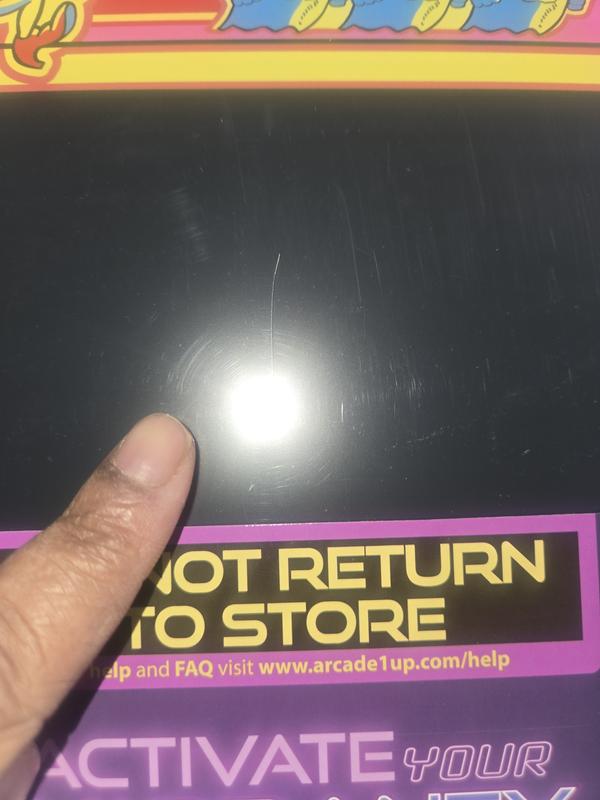 NOT RETURN
TO STORE
help and FAQ visit www.arcade1up.com/help
ACTIVATE YOUR